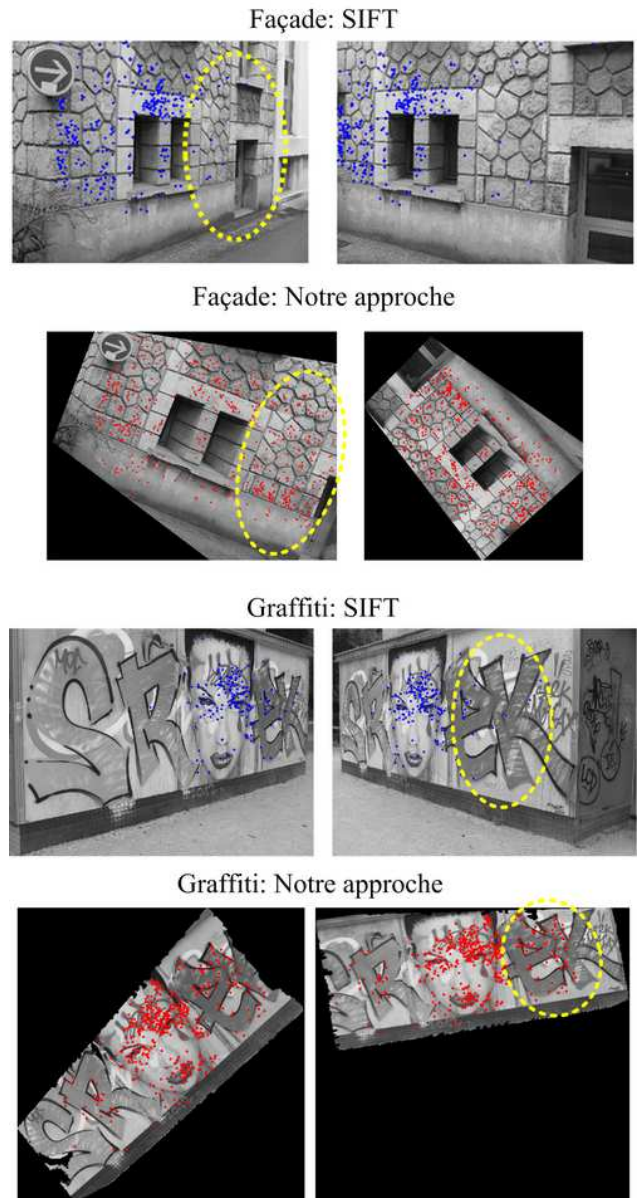 Façade: SIFT
Façade: Notre approche
Graffiti: SIFT
Graffiti: Notre approche